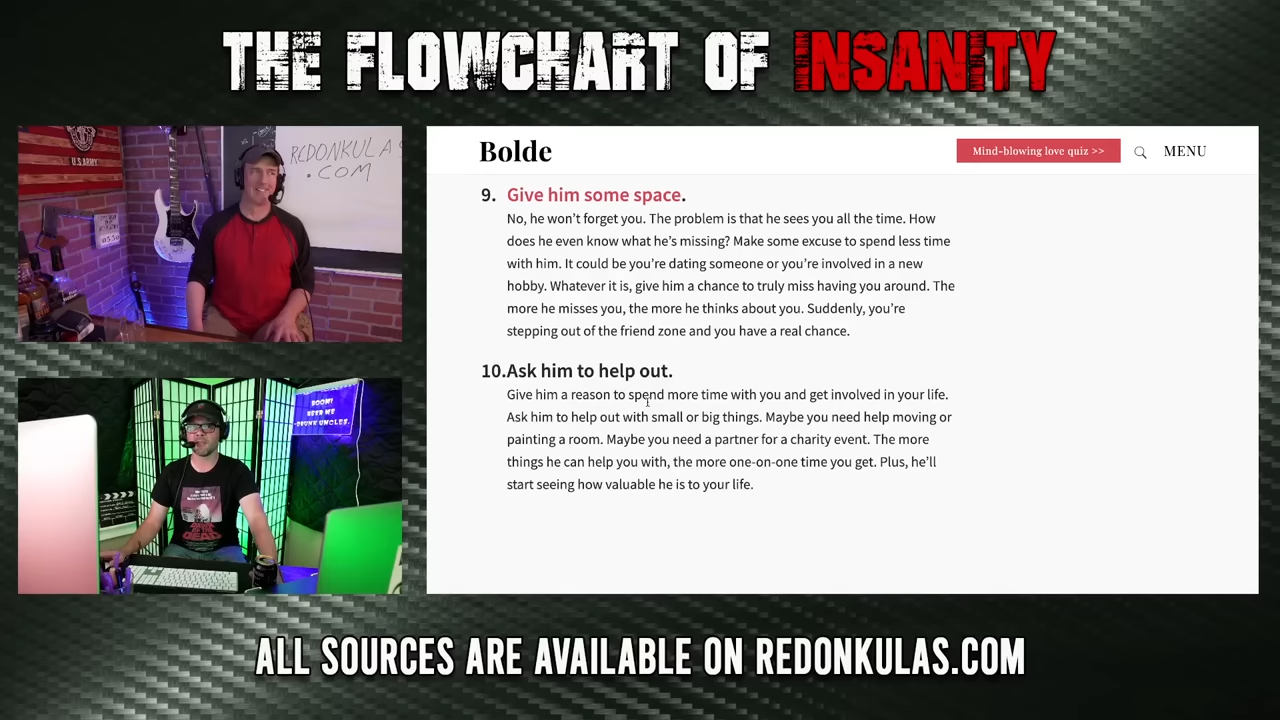 THE FLOWCHART OF INSANITY
U.S. ARMY
REDONKULAS
.COM
Bolde
Mind-blowing love quiz >>
MENU
9. Give him some space.
No, he won’t forget you. The problem is that he sees you all the time. How
does he even know what he’s missing? Make some excuse to spend less time
with him. It could be you’re dating someone or you’re involved in a new
hobby. Whatever it is, give him a chance to truly miss having you around. The
more he misses you, the more he thinks about you. Suddenly, you’re
stepping out of the friend zone and you have a real chance.
10.Ask him to help out.
Give him a reason to spend more time with you and get involved in your life.
Ask him to help out with small or big things. Maybe you need help moving or
painting a room. Maybe you need a partner for a charity event. The more
things he can help you with, the more one-on-one time you get. Plus, he’ll
start seeing how valuable he is to your life.
BOOM!
BEER ME
-DRUNK UNCLES.
DAWN
OF THE
DEAD
ALL SOURCES ARE AVAILABLE ON REDONKULAS.COM